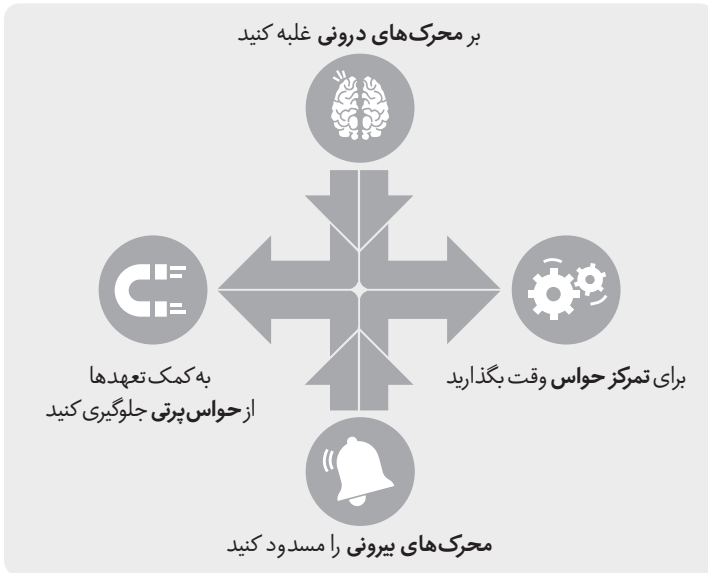 بر محرک‌های درونی غلبه کنید
برای تمرکز حواس وقت بگذارید
به کمک تعهدها
از حواس‌پرتی جلوگیری کنید
محرک‌های بیرونی را مسدود کنید